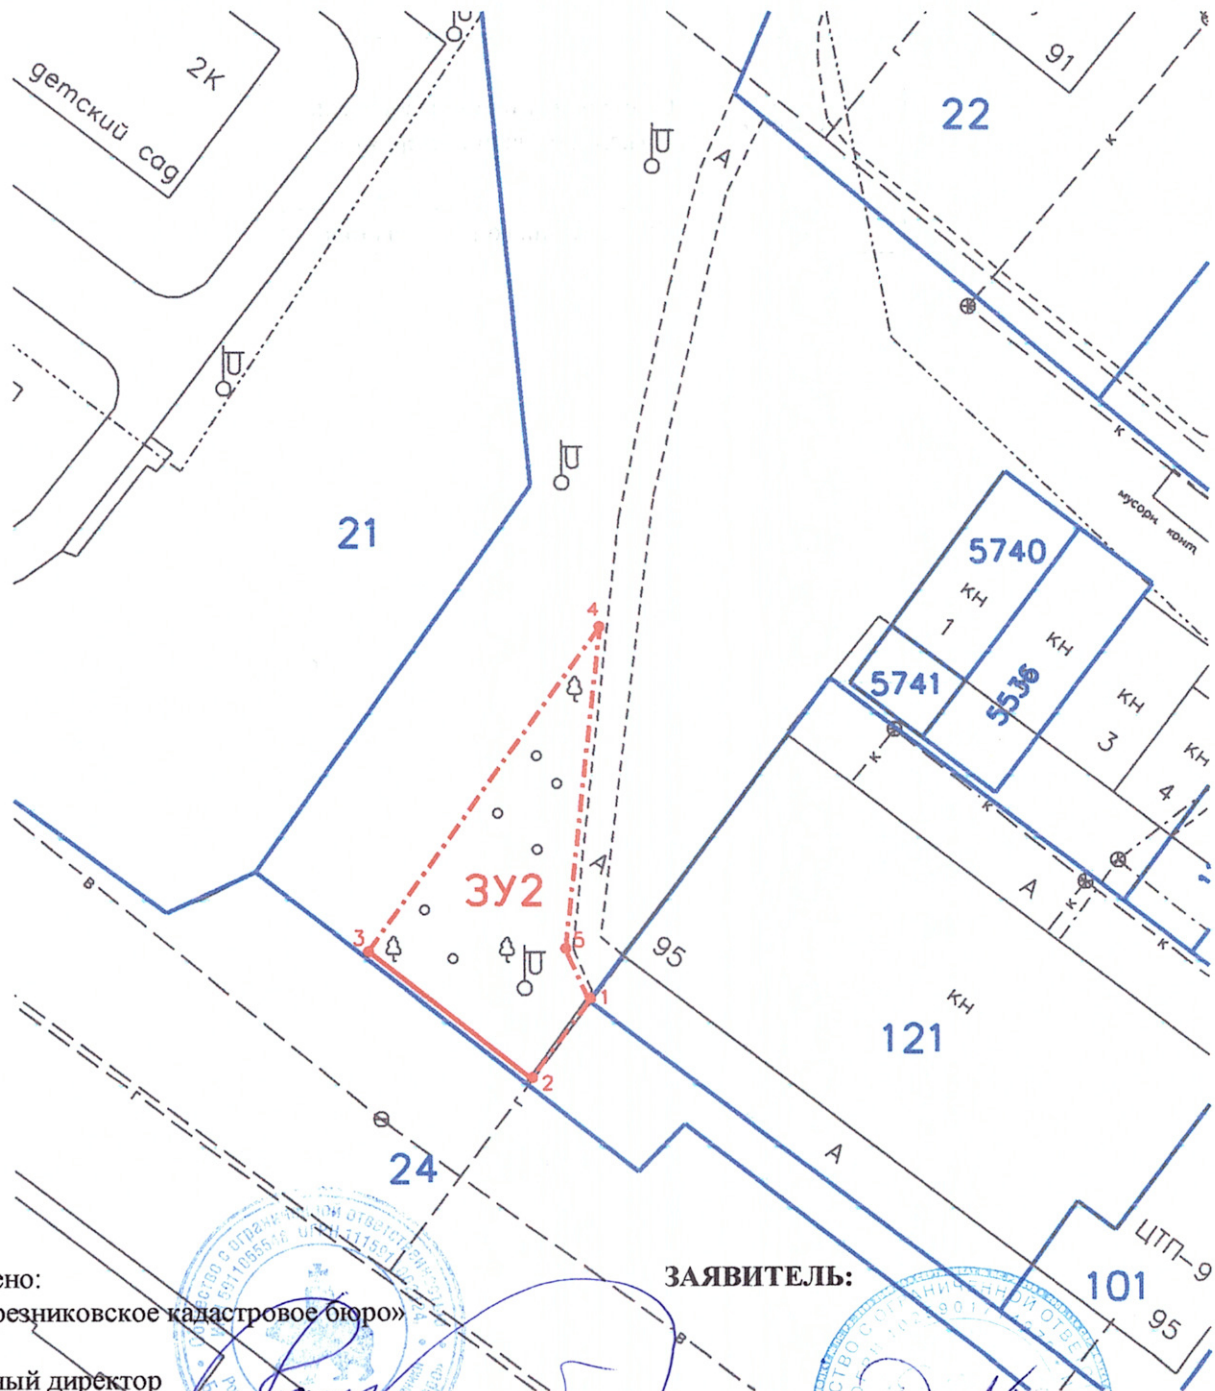 2К
детский сад
91
22
А
К
Г
21
К
мусорн конт
5740
КН
1
КН
5741
5536
КН
3
КН
4
4
К
К
А
А
К
К
В
ЗУ2
3
5
1
2
95
КН
121
Г
Г
24
А
ЦТП-9
101
95
В
ено:
резниковское кадастровое бюро»
ный директор
ЗАЯВИТЕЛЬ: